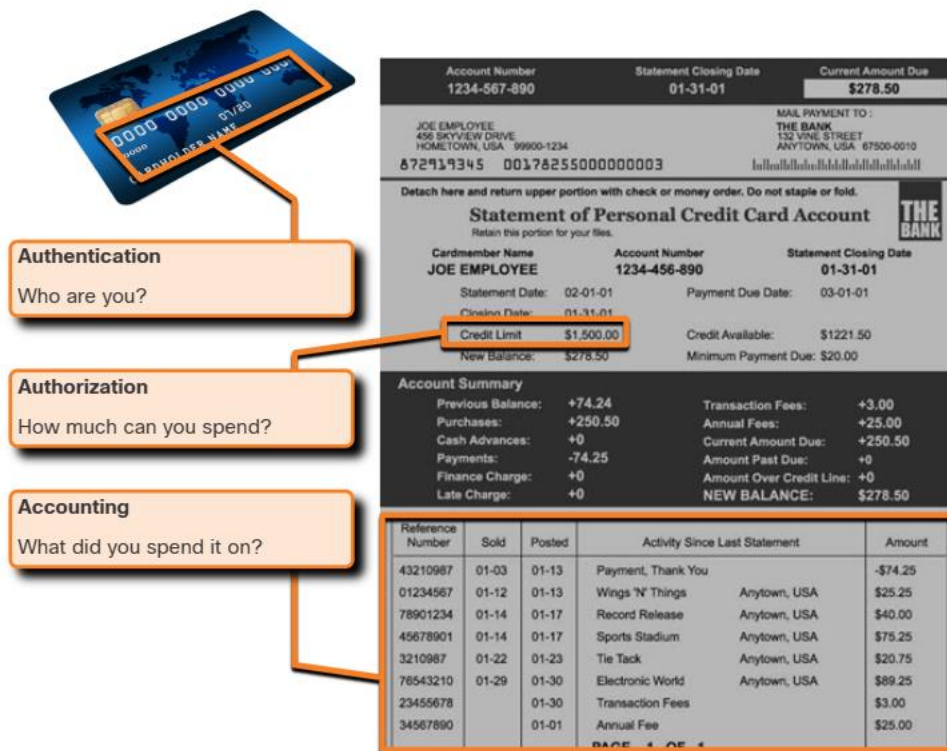 0000 0000 0000 000
0000
01/20
CARDHOLDER NAME
Authentication
Who are you?
Authorization
How much can you spend?
Accounting
What did you spend it on?
Account Number Statement Closing Date Current Amount Due
1234-567-890 01-31-01 $278.50
MAIL PAYMENT TO :
JOE EMPLOYEE THE BANK
456 SKYVIEW DRIVE 132 VINE STREET
HOMETOWN, USA 99900-1234 ANYTOWN, USA 67500-0010
872919345 00178255000000003
Detach here and return upper portion with check or money order. Do not staple or fold.
Statement of Personal Credit Card Account
Retain this portion for your files.
THE
BANK
Cardmember Name Account Number Statement Closing Date
JOE EMPLOYEE 1234-456-890 01-31-01
Statement Date: 02-01-01 Payment Due Date: 03-01-01
Closing Date: 01-31-01
Credit Limit $1,500.00 Credit Available: $1221.50
New Balance: $278.50 Minimum Payment Due: $20.00
Account Summary
Previous Balance: +74.24 Transaction Fees: +3.00
Purchases: +250.50 Annual Fees: +25.00
Cash Advances: +0 Current Amount Due: +250.50
Payments: -74.25 Amount Past Due: +0
Finance Charge: +0 Amount Over Credit Line: +0
Late Charge: +0 NEW BALANCE: $278.50
Reference
Number Sold Posted Activity Since Last Statement Amount
43210987 01-03 01-13 Payment, Thank You -$74.25
01234567 01-12 01-13 Wings 'N' Things Anytown, USA $25.25
78901234 01-14 01-17 Record Release Anytown, USA $40.00
45678901 01-14 01-17 Sports Stadium Anytown, USA $75.25
3210987 01-22 01-23 Tie Tack Anytown, USA $20.75
76543210 01-29 01-30 Electronic World Anytown, USA $89.25
23455678 01-30 Transaction Fees $3.00
34567890 01-01 Annual Fee $25.00
PAGE 1 OF 1